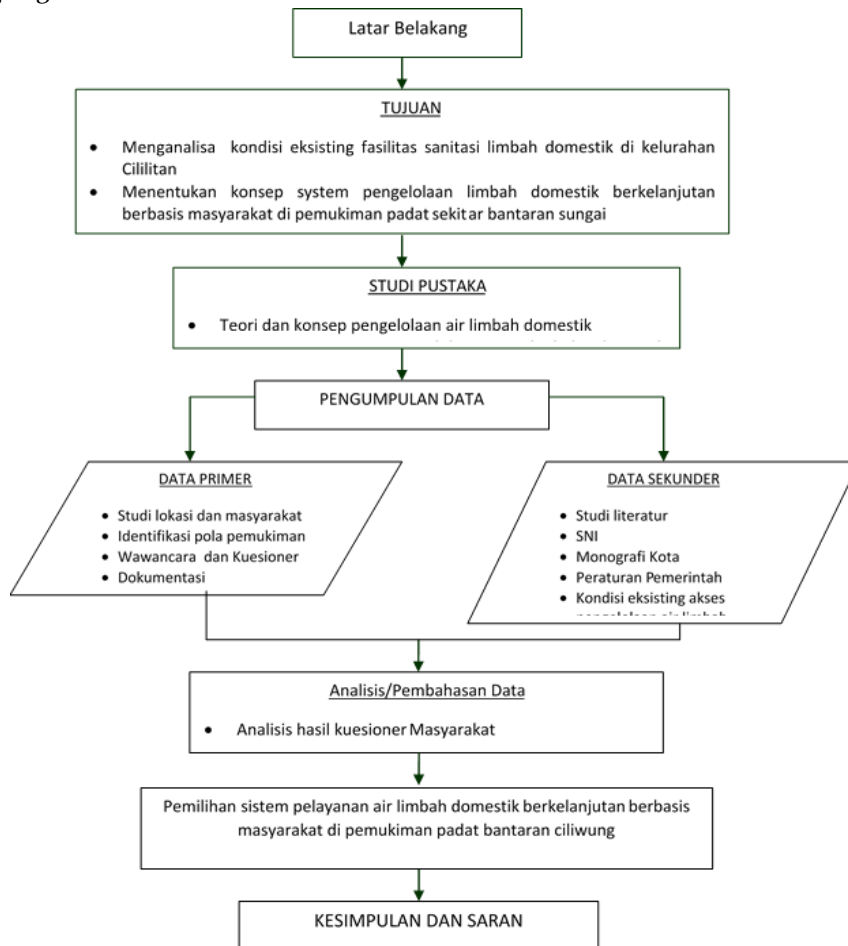 Latar Belakang
TUJUAN
• Menganalisa kondisi eksisting fasilitas sanitasi limbah domestik di kelurahan
Cililitan
• Menentukan konsep system pengelolaan limbah domestik berkelanjutan
berbasis masyarakat di pemukiman padat sekitar bantaran sungai
STUDI PUSTAKA
• Teori dan konsep pengelolaan air limbah domestik
PENGUMPULAN DATA
DATA PRIMER
• Studi lokasi dan masyarakat
• Identifikasi pola pemukiman
• Wawancara dan Kuesioner
• Dokumentasi
DATA SEKUNDER
• Studi literatur
• SNI
• Monografi Kota
• Peraturan Pemerintah
• Kondisi eksisting akses
pengelolaan air limbah
Analisis/Pembahasan Data
• Analisis hasil kuesioner Masyarakat
Pemilihan sistem pelayanan air limbah domestik berkelanjutan berbasis
masyarakat di pemukiman padat bantaran ciliwung
KESIMPULAN DAN SARAN